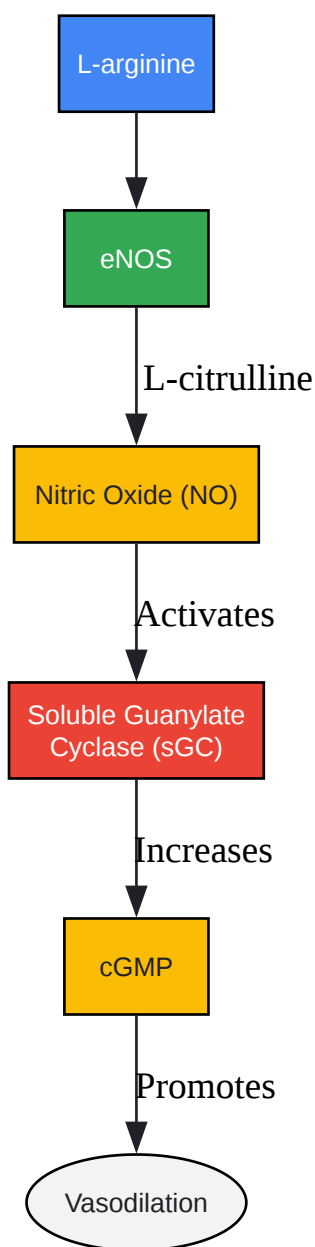 L-arginine
eNOS
L-citrulline
Nitric Oxide (NO)
Activates
Soluble Guanylate
Cyclase (sGC)
Increases
cGMP
Promotes
Vasodilation